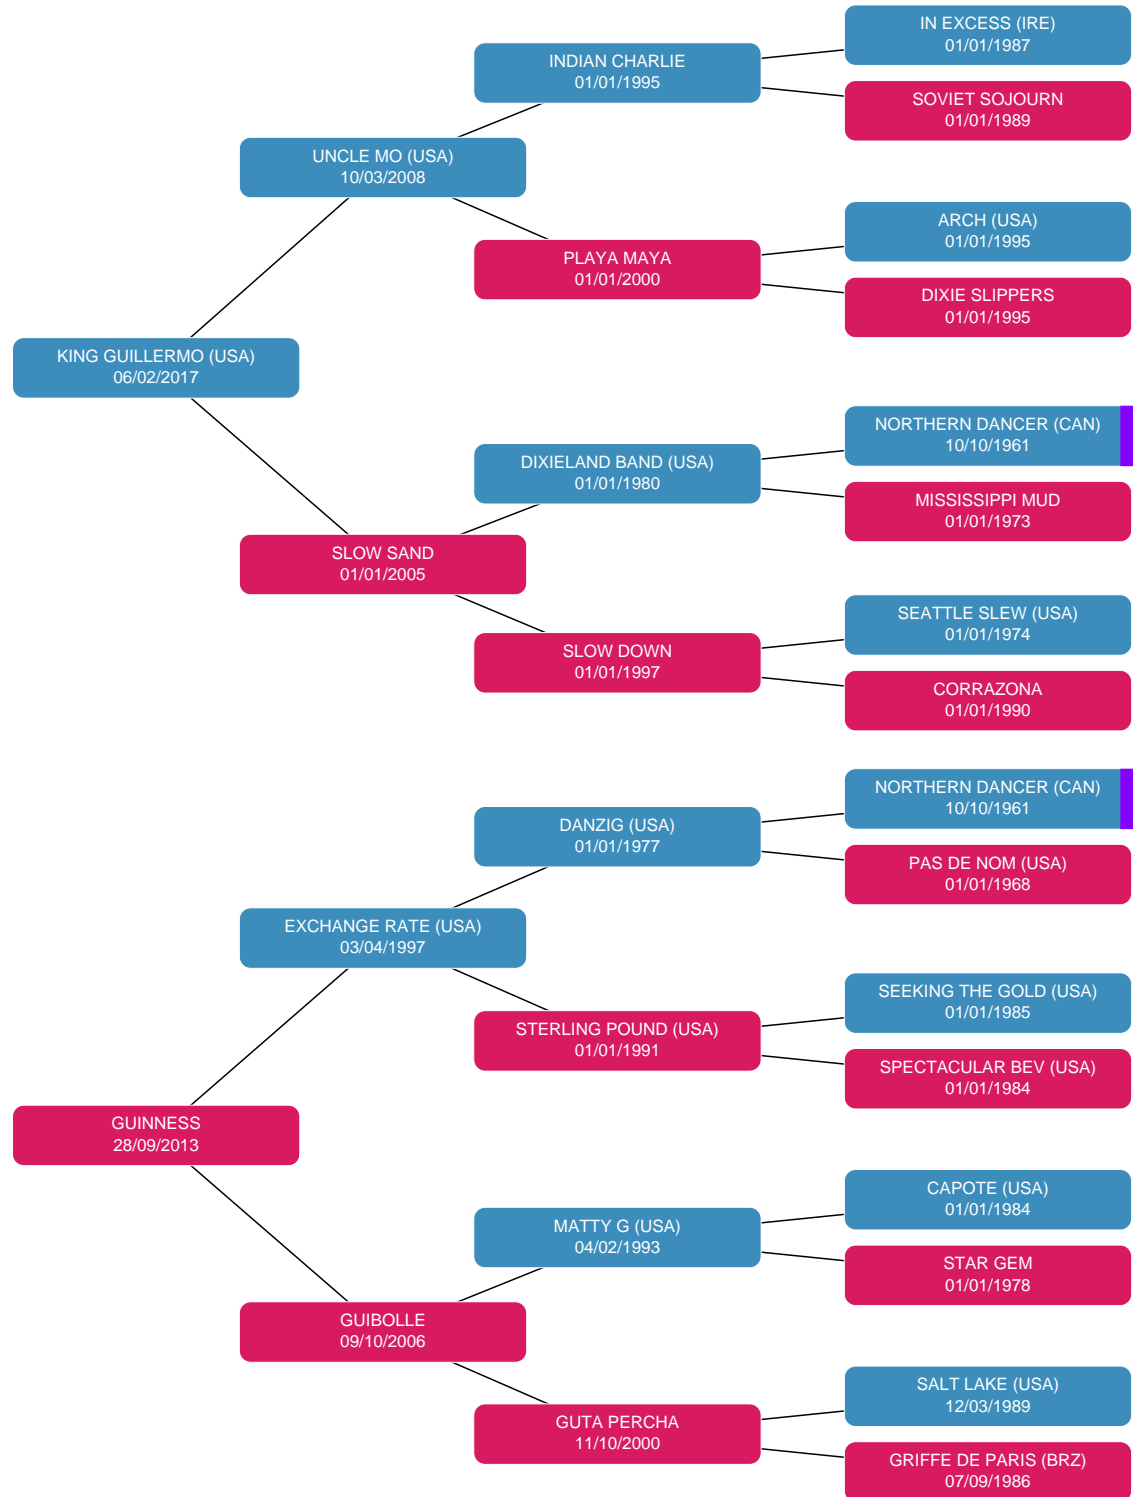 IN EXCESS (IRE)
01/01/1987
INDIAN CHARLIE
01/01/1995
SOVIET SOJOURN
01/01/1989
UNCLE MO (USA)
10/03/2008
ARCH (USA)
01/01/1995
PLAYA MAYA
01/01/2000
DIXIE SLIPPERS
01/01/1995
KING GUILLERMO (USA)
06/02/2017
NORTHERN DANCER (CAN)
10/10/1961
DIXIELAND BAND (USA)
01/01/1980
MISSISSIPPI MUD
01/01/1973
SLOW SAND
01/01/2005
SEATTLE SLEW (USA)
01/01/1974
SLOW DOWN
01/01/1997
CORRAZONA
01/01/1990
NORTHERN DANCER (CAN)
10/10/1961
DANZIG (USA)
01/01/1977
PAS DE NOM (USA)
01/01/1968
EXCHANGE RATE (USA)
03/04/1997
SEEKING THE GOLD (USA)
01/01/1985
STERLING POUND (USA)
01/01/1991
SPECTACULAR BEV (USA)
01/01/1984
GUINNESS
28/09/2013
CAPOTE (USA)
01/01/1984
MATTY G (USA)
04/02/1993
STAR GEM
01/01/1978
GUIBOLLE
09/10/2006
SALT LAKE (USA)
12/03/1989
GUTA PERCHA
11/10/2000
GRIFFE DE PARIS (BRZ)
07/09/1986